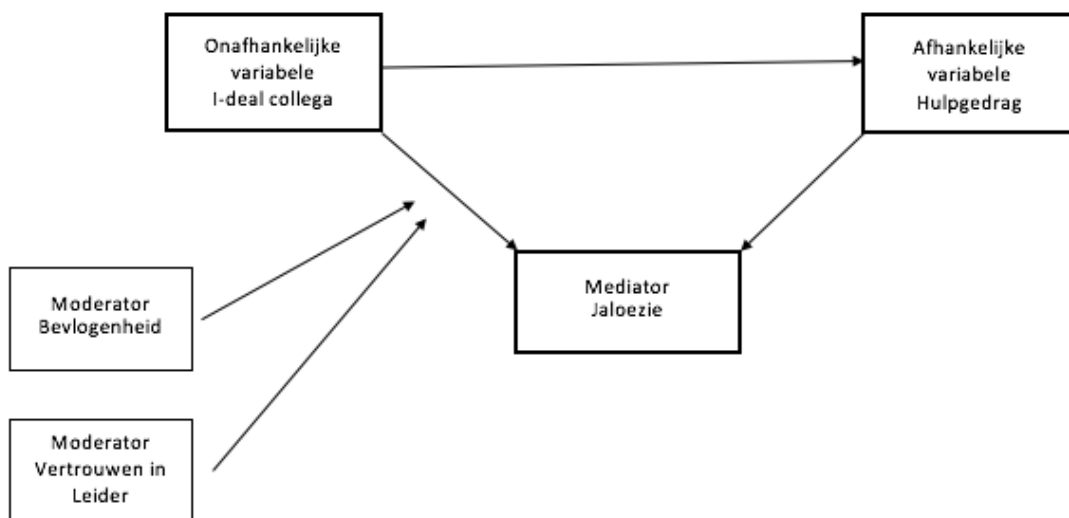 Onafhankelijke
variabele
I-deal collega
Afhankelijke
variabele
Hulpgedrag
Mediator
Jaloezie
Moderator
Bevlogenheid
Moderator
Vertrouwen in
Leider